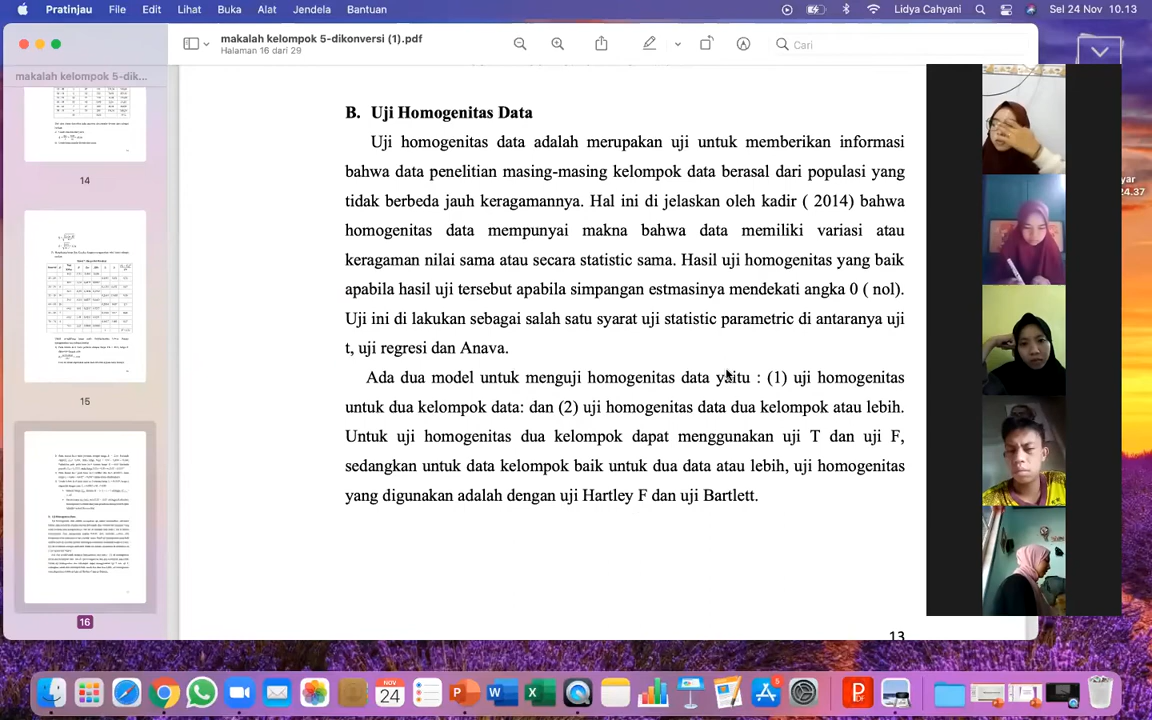 Pratinjau File Edit Lihat Buka Alat Jendela Bantuan Lidya Cahyani Sel 24 Nov 10.13
makalah kelompok 5-dikonversi (1).pdf
Halaman 16 dari 29
Cari
makalah kelompok 5-dik...
14
15
16
B. Uji Homogenitas Data
Uji homogenitas data adalah merupakan uji untuk memberikan informasi
bahwa data penelitian masing-masing kelompok data berasal dari populasi yang
tidak berbeda jauh keragamannya. Hal ini di jelaskan oleh kadir ( 2014) bahwa
homogenitas data mempunyai makna bahwa data memiliki variasi atau
keragaman nilai sama atau secara statistic sama. Hasil uji homogenitas yang baik
apabila hasil uji tersebut apabila simpangan estmasinya mendekati angka 0 ( nol).
Uji ini di lakukan sebagai salah satu syarat uji statistic parametric di antaranya uji
t, uji regresi dan Anava.
Ada dua model untuk menguji homogenitas data yaitu : (1) uji homogenitas
untuk dua kelompok data: dan (2) uji homogenitas data dua kelompok atau lebih.
Untuk uji homogenitas dua kelompok dapat menggunakan uji T dan uji F,
sedangkan untuk data kelompok baik untuk dua data atau lebih, uji homogenitas
yang digunakan adalah dengan uji Hartley F dan uji Bartlett.
13
yar
24.37
NOV
24
5